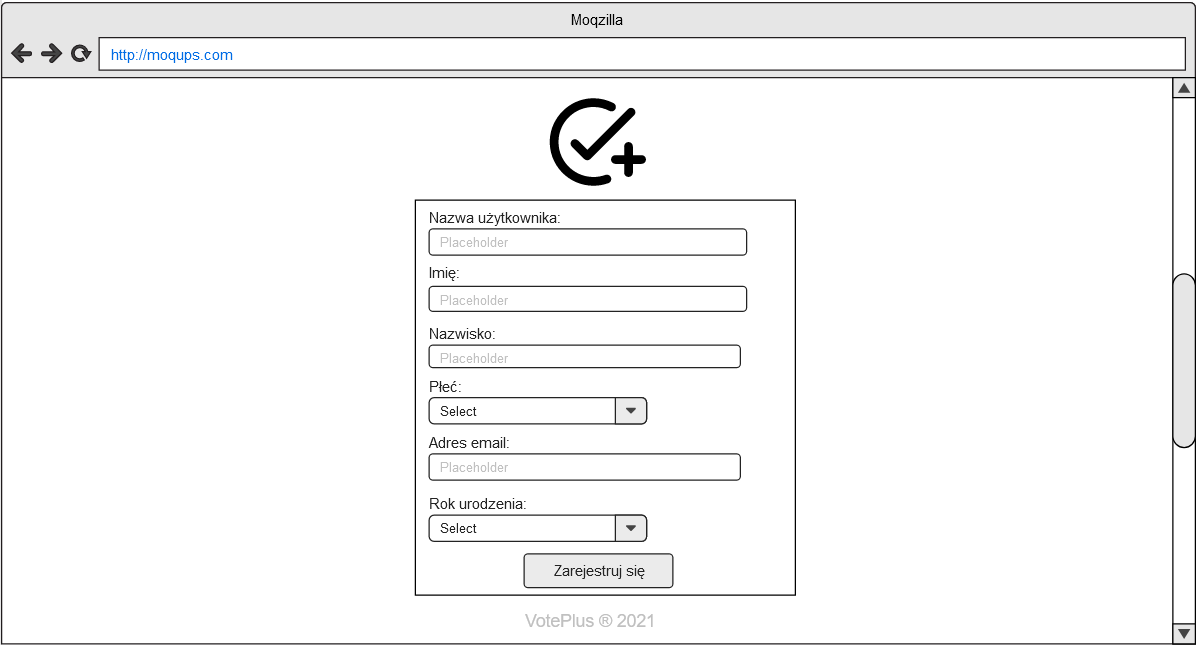 Moqzilla
http://moqups.com
Nazwa użytkownika:
Placeholder
Imię:
Placeholder
Nazwisko:
Placeholder
Płeć:
Select
Adres email:
Placeholder
Rok urodzenia:
Select
Zarejestruj się
VotePlus ® 2021